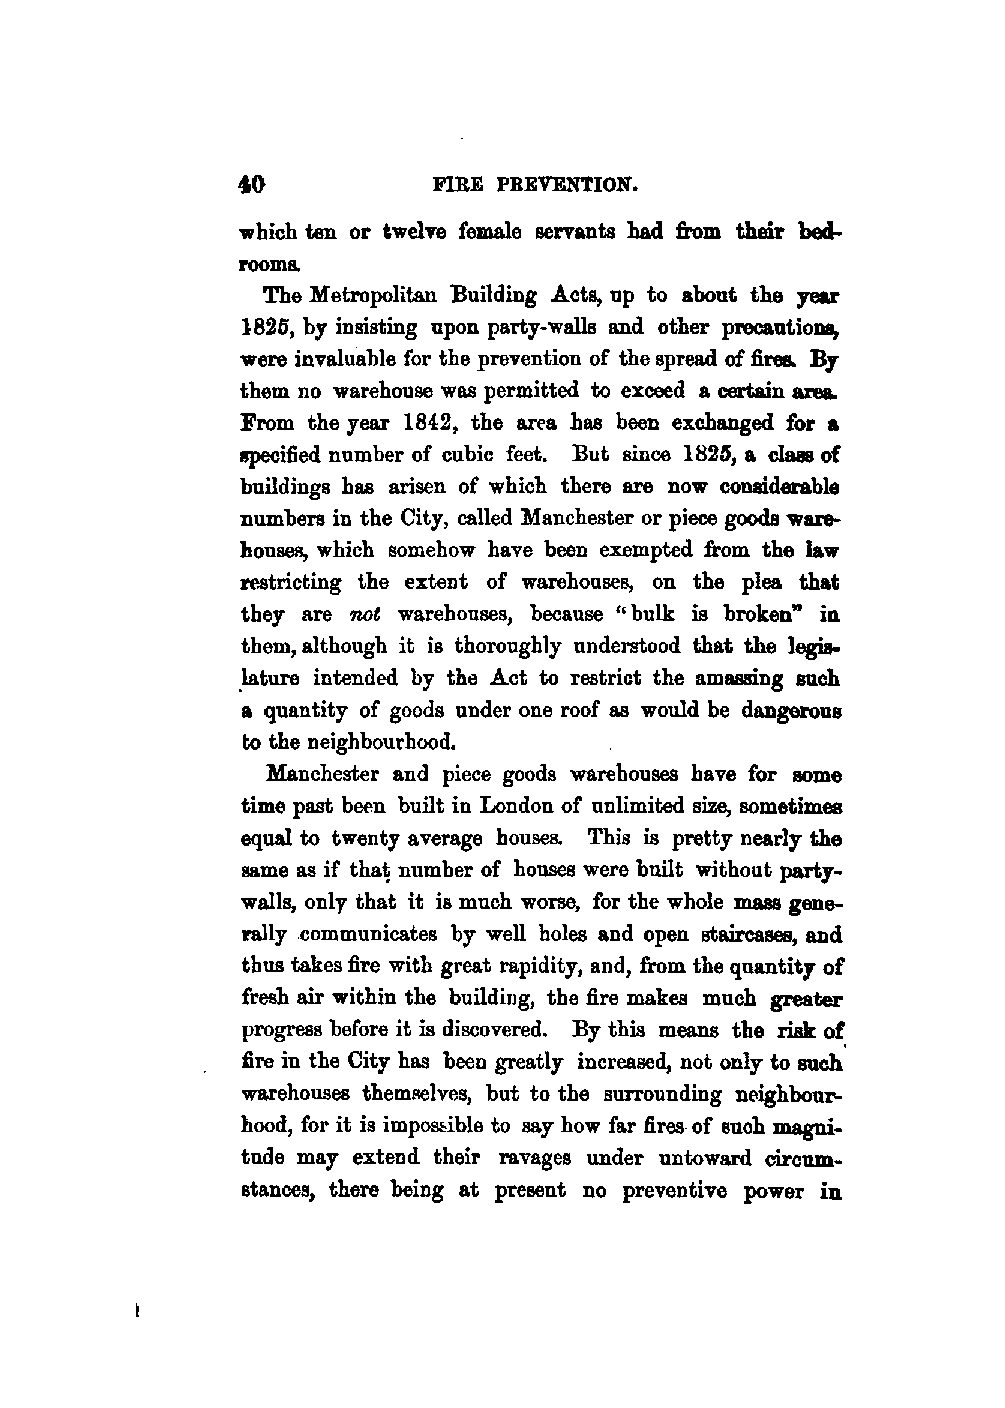 40 FIRE PREVENTION.
which ten or twelve female servants had from their bed-
rooms.
The Metropolitan Building Acts, up to about the year
1825, by insisting upon party-walls and other precautions,
were invaluable for the prevention of the spread of fires. By
them no warehouse was permitted to exceed a certain area.
From the year 1842, the area has been exchanged for a
specified number of cubic feet. But since 1825, a class of
buildings has arisen of which there are now considerable
numbers in the City, called Manchester or piece goods ware-
houses, which somehow have been exempted from the law
restricting the extent of warehouses, on the plea that
they are not warehouses, because "bulk is broken" in
them, although it is thoroughly understood that the legis-
lature intended by the Act to restrict the amassing such
a quantity of goods under one roof as would be dangerous
to the neighbourhood.
Manchester and piece goods warehouses have for some
time past been built in London of unlimited size, sometimes
equal to twenty average houses. This is pretty nearly the
same as if that number of houses were built without party-
walls, only that it is much worse, for the whole mass gene-
rally communicates by well holes and open staircases, and
thus takes fire with great rapidity, and, from the quantity of
fresh air within the building, the fire makes much greater
progress before it is discovered. By this means the risk of
fire in the City has been greatly increased, not only to such
warehouses themselves, but to the surrounding neighbour-
hood, for it is impossible to say how far fires of such magni-
tude may extend their ravages under untoward circum-
stances, there being at present no preventive power in